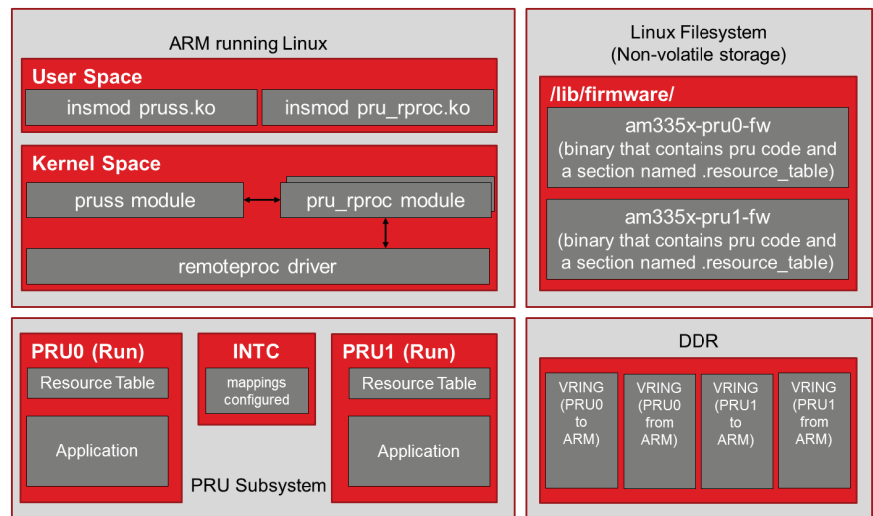 ARM running Linux
User Space
insmod pruss.ko
insmod pru_rproc.ko
Kernel Space
pruss module
pru_rproc module
remoteproc driver
Linux Filesystem
(Non-volatile storage)
/lib/firmware/
am335x-pru0-fw
(binary that contains pru code and
a section named .resource_table)
am335x-pru1-fw
(binary that contains pru code and
a section named .resource_table)
PRU0 (Run)
Resource Table
Application
INTC
mappings
configured
PRU1 (Run)
Resource Table
Application
PRU Subsystem
DDR
VRING
(PRU0
to
ARM)
VRING
(PRU0
from
ARM)
VRING
(PRU1
to
ARM)
VRING
(PRU1
from
ARM)